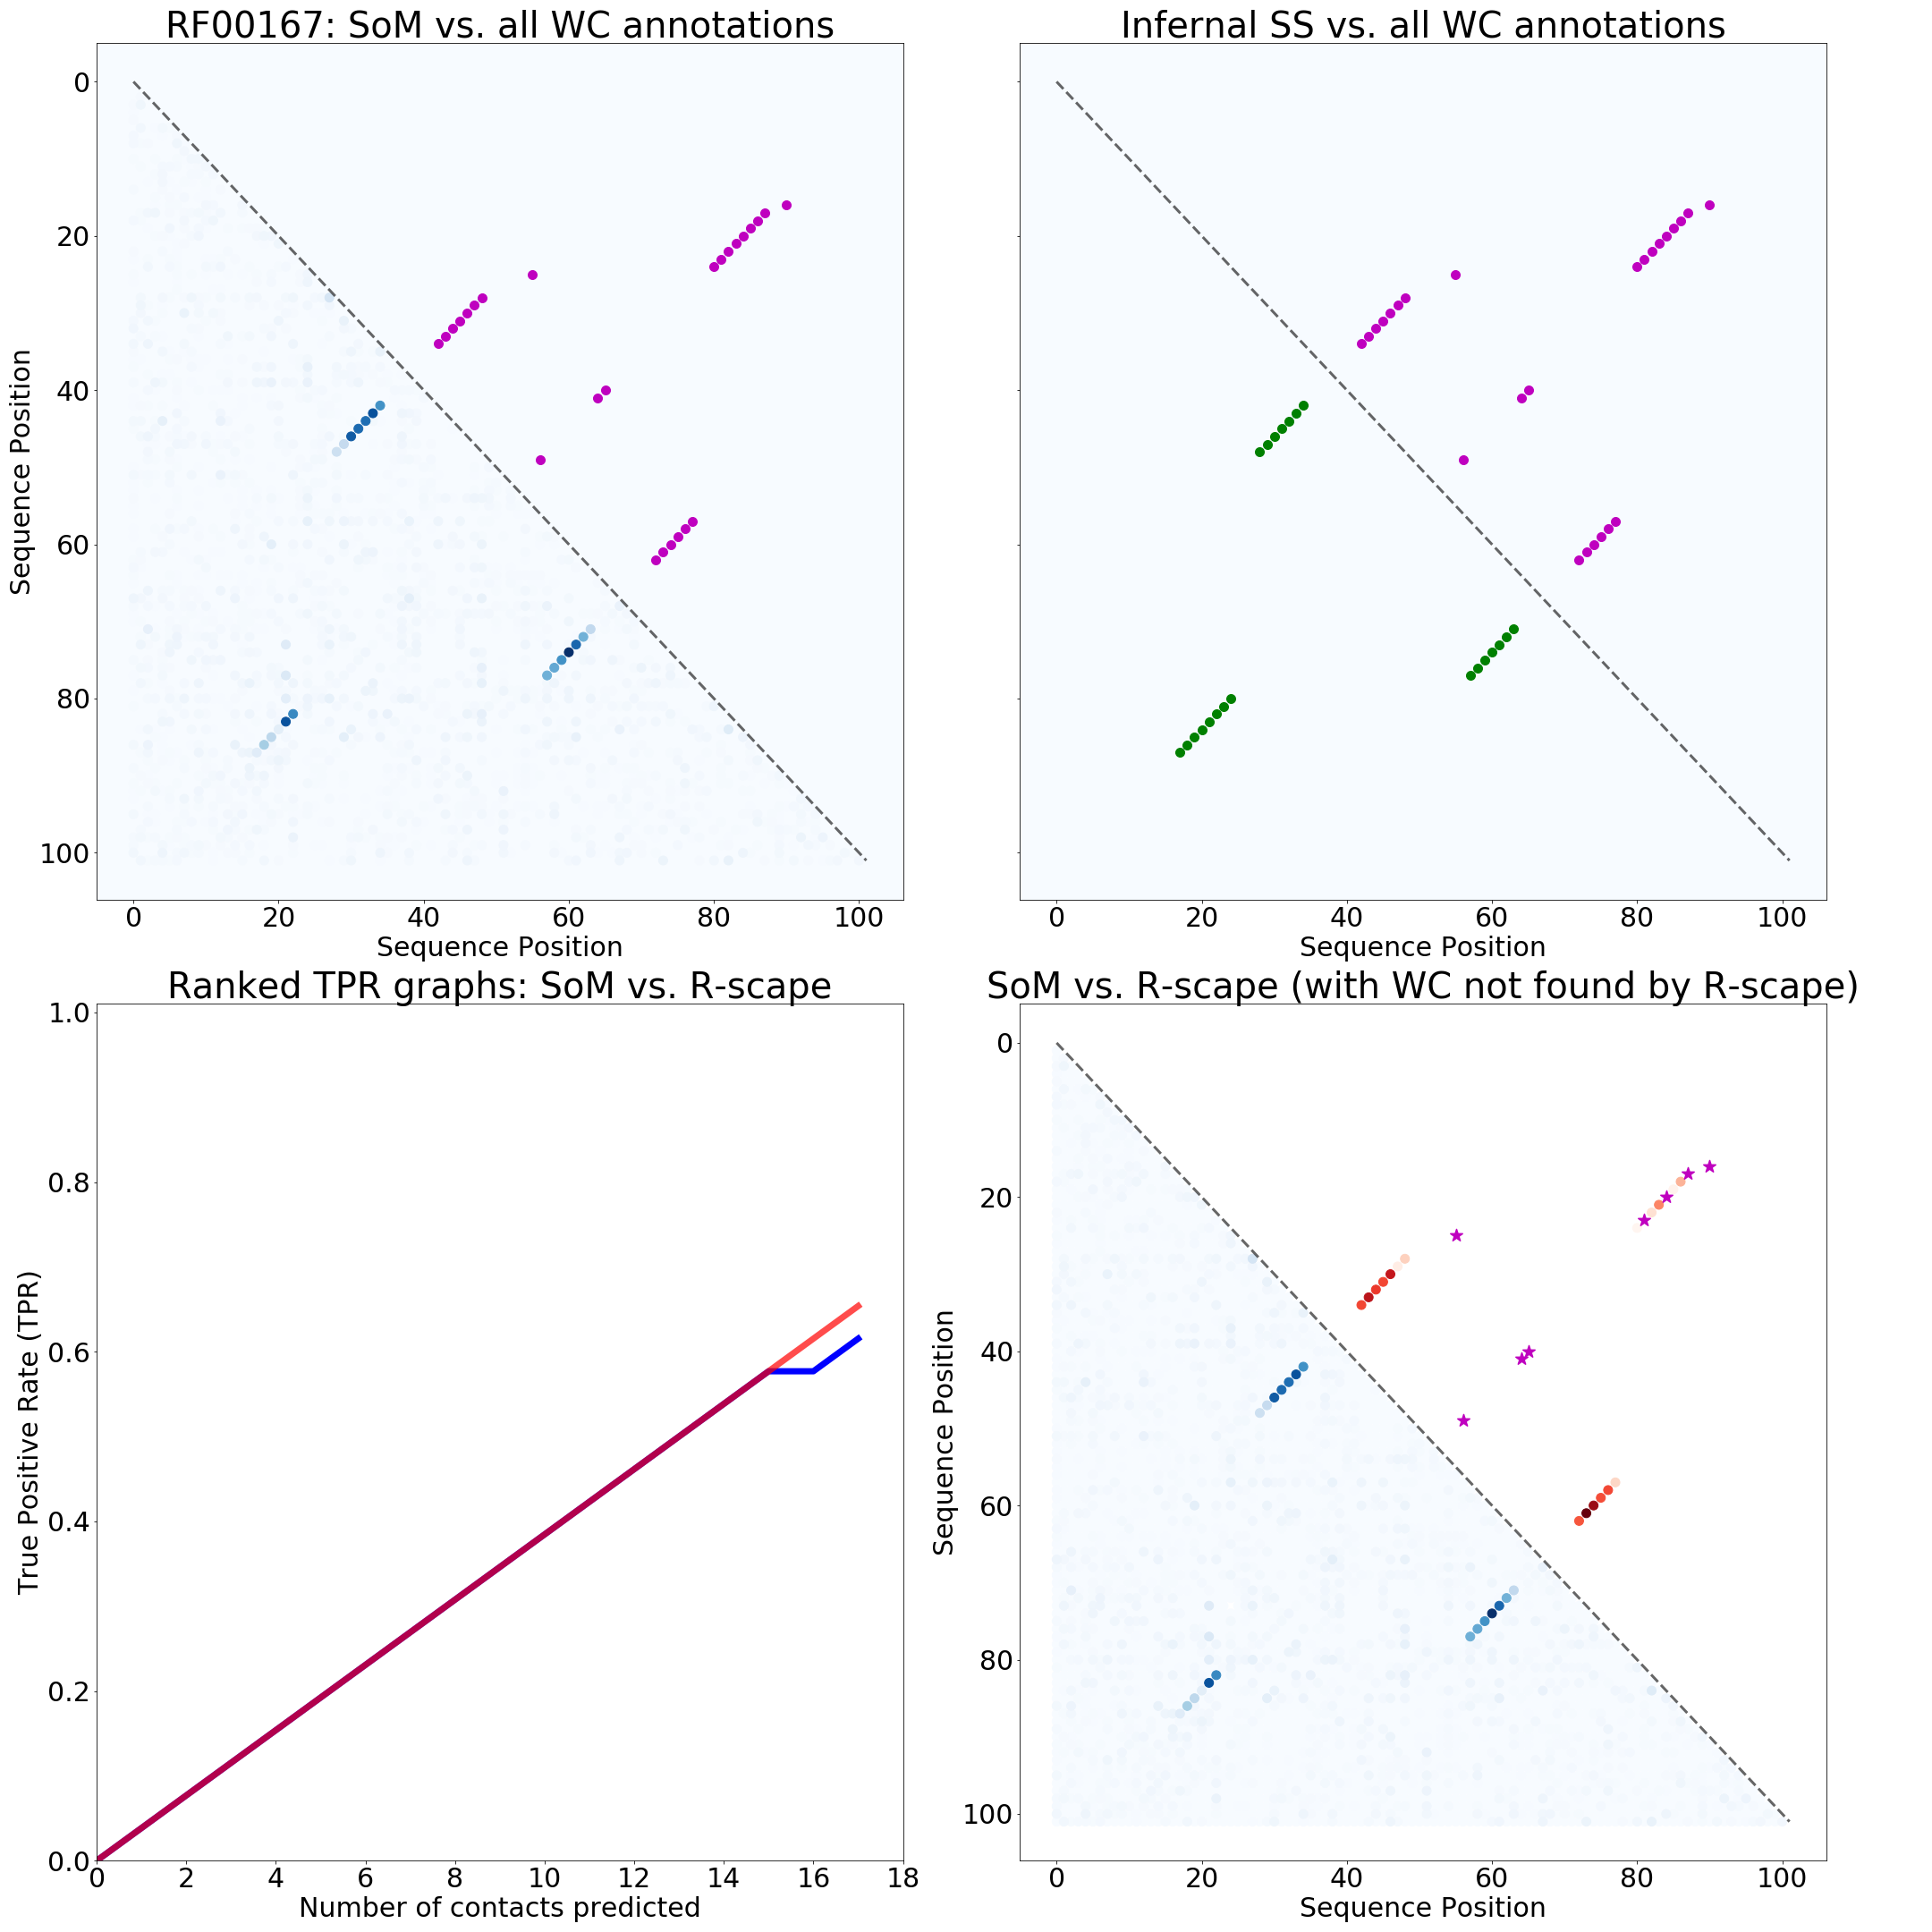 RF00167: SoM vs. all WC annotations
Infernal SS vs. all WC annotations
Sequence Position
0
20
40
60
80
100
0 20 40 60 80 100
Sequence Position
0 20 40 60 80 100
Sequence Position
Ranked TPR graphs: SoM vs. R-scape
SoM vs. R-scape (with WC not found by R-scape)
True Positive Rate (TPR)
1.0
0.8
0.6
0.4
0.2
0.0
0 2 4 6 8 10 12 14 16 18
Number of contacts predicted
Sequence Position
0
20
40
60
80
100
0 20 40 60 80 100
Sequence Position